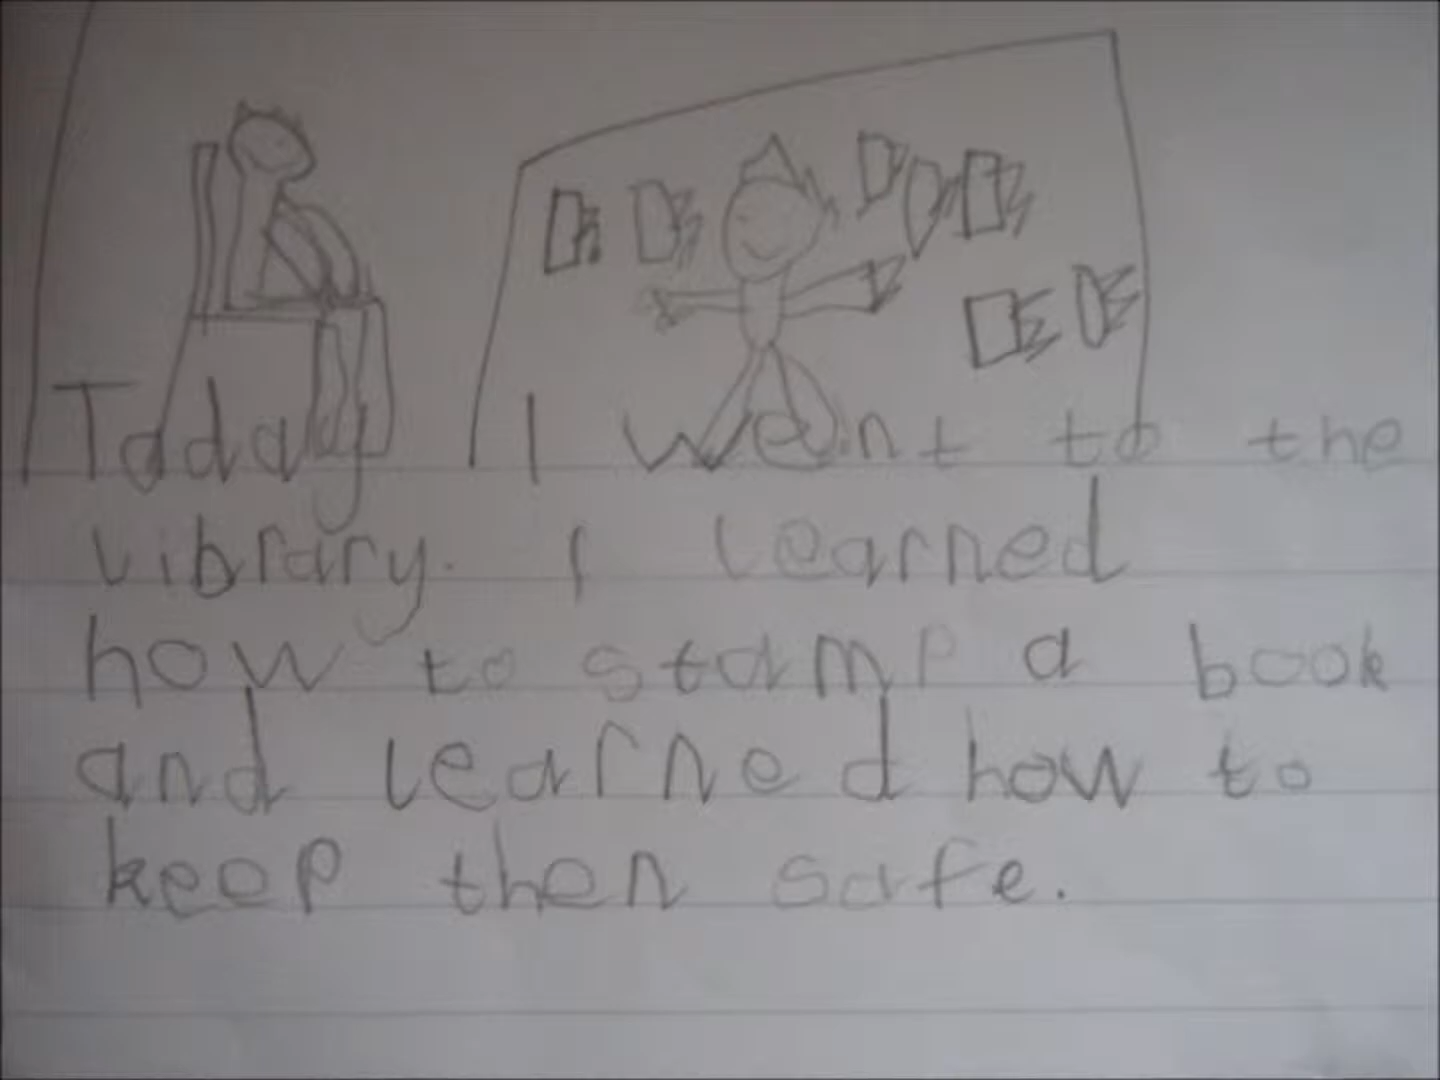 Today I went to the
library. I learned
how to stamp a book
and learned how to
keep then safe.